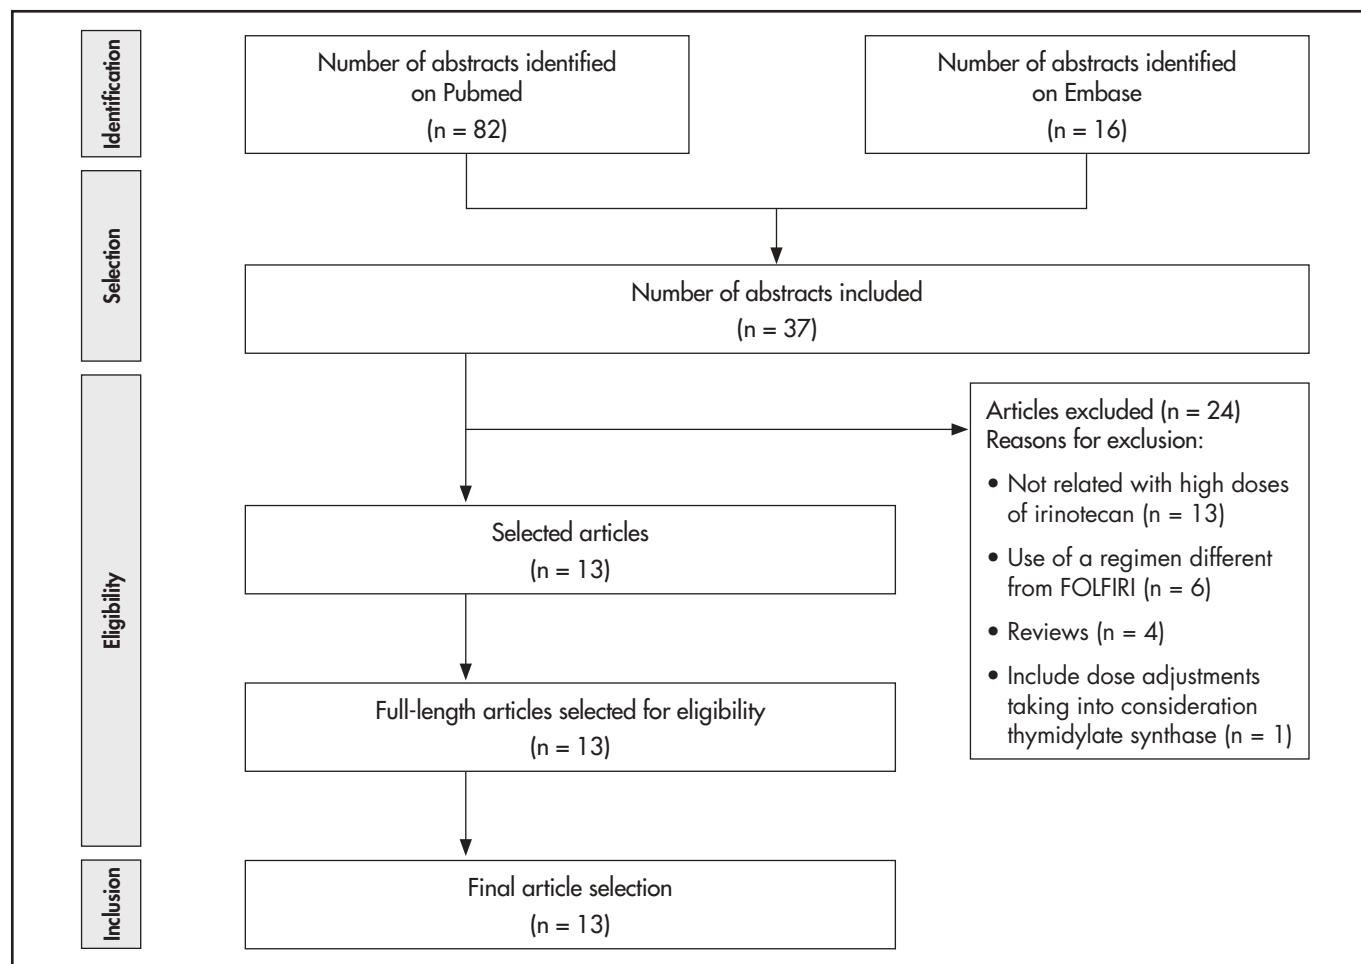 Identification
Number of abstracts identified
on Pubmed
(n = 82)
Number of abstracts identified
on Embase
(n = 16)
Selection
Number of abstracts included
(n = 37)
Eligibility
Articles excluded (n = 24)
Reasons for exclusion:
• Not related with high doses
of irinotecan (n = 13)
• Use of a regimen different
from FOLFIRI (n = 6)
• Reviews (n = 4)
• Include dose adjustments
taking into consideration
thymidylate synthase (n = 1)
Selected articles
(n = 13)
Full-length articles selected for eligibility
(n = 13)
Inclusion
Final article selection
(n = 13)